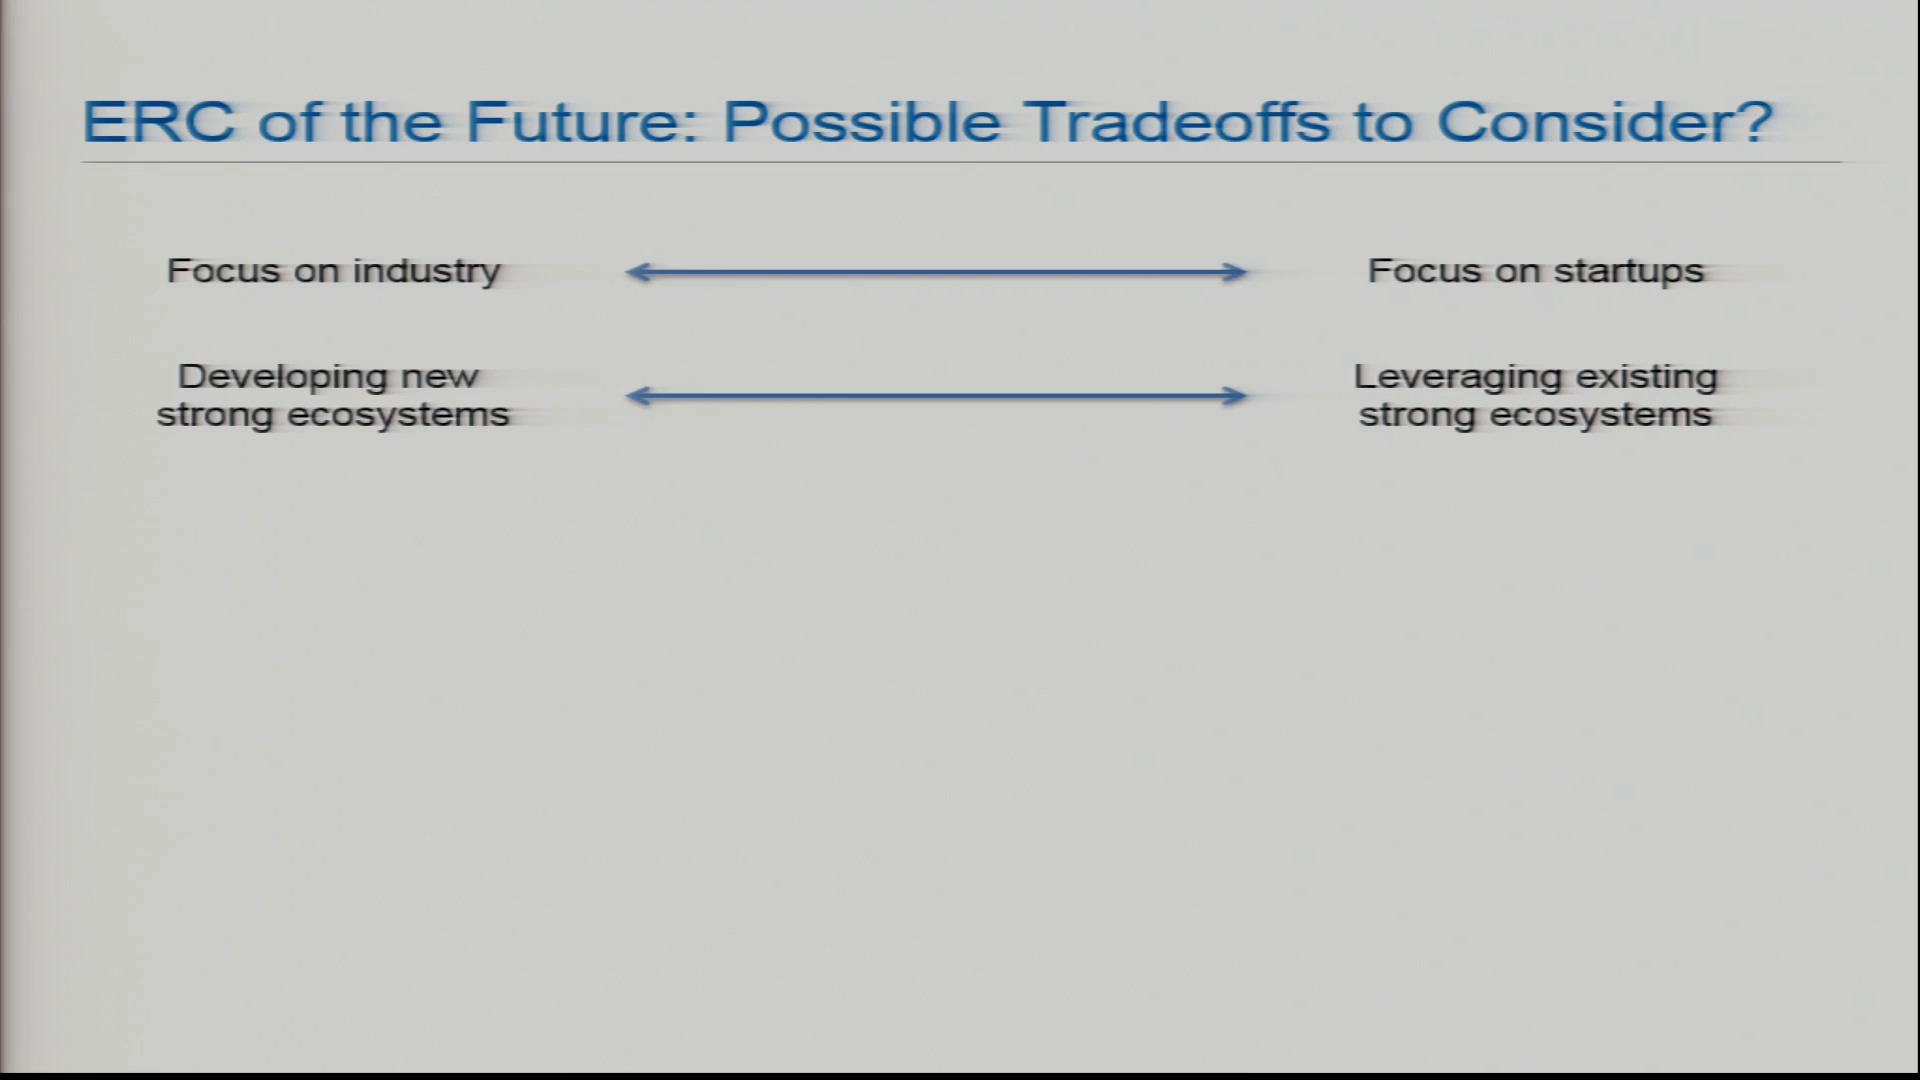 ERC of the Future: Possible Tradeoffs to Consider?
Focus on industry
Focus on startups
Developing new
strong ecosystems
Leveraging existing
strong ecosystems